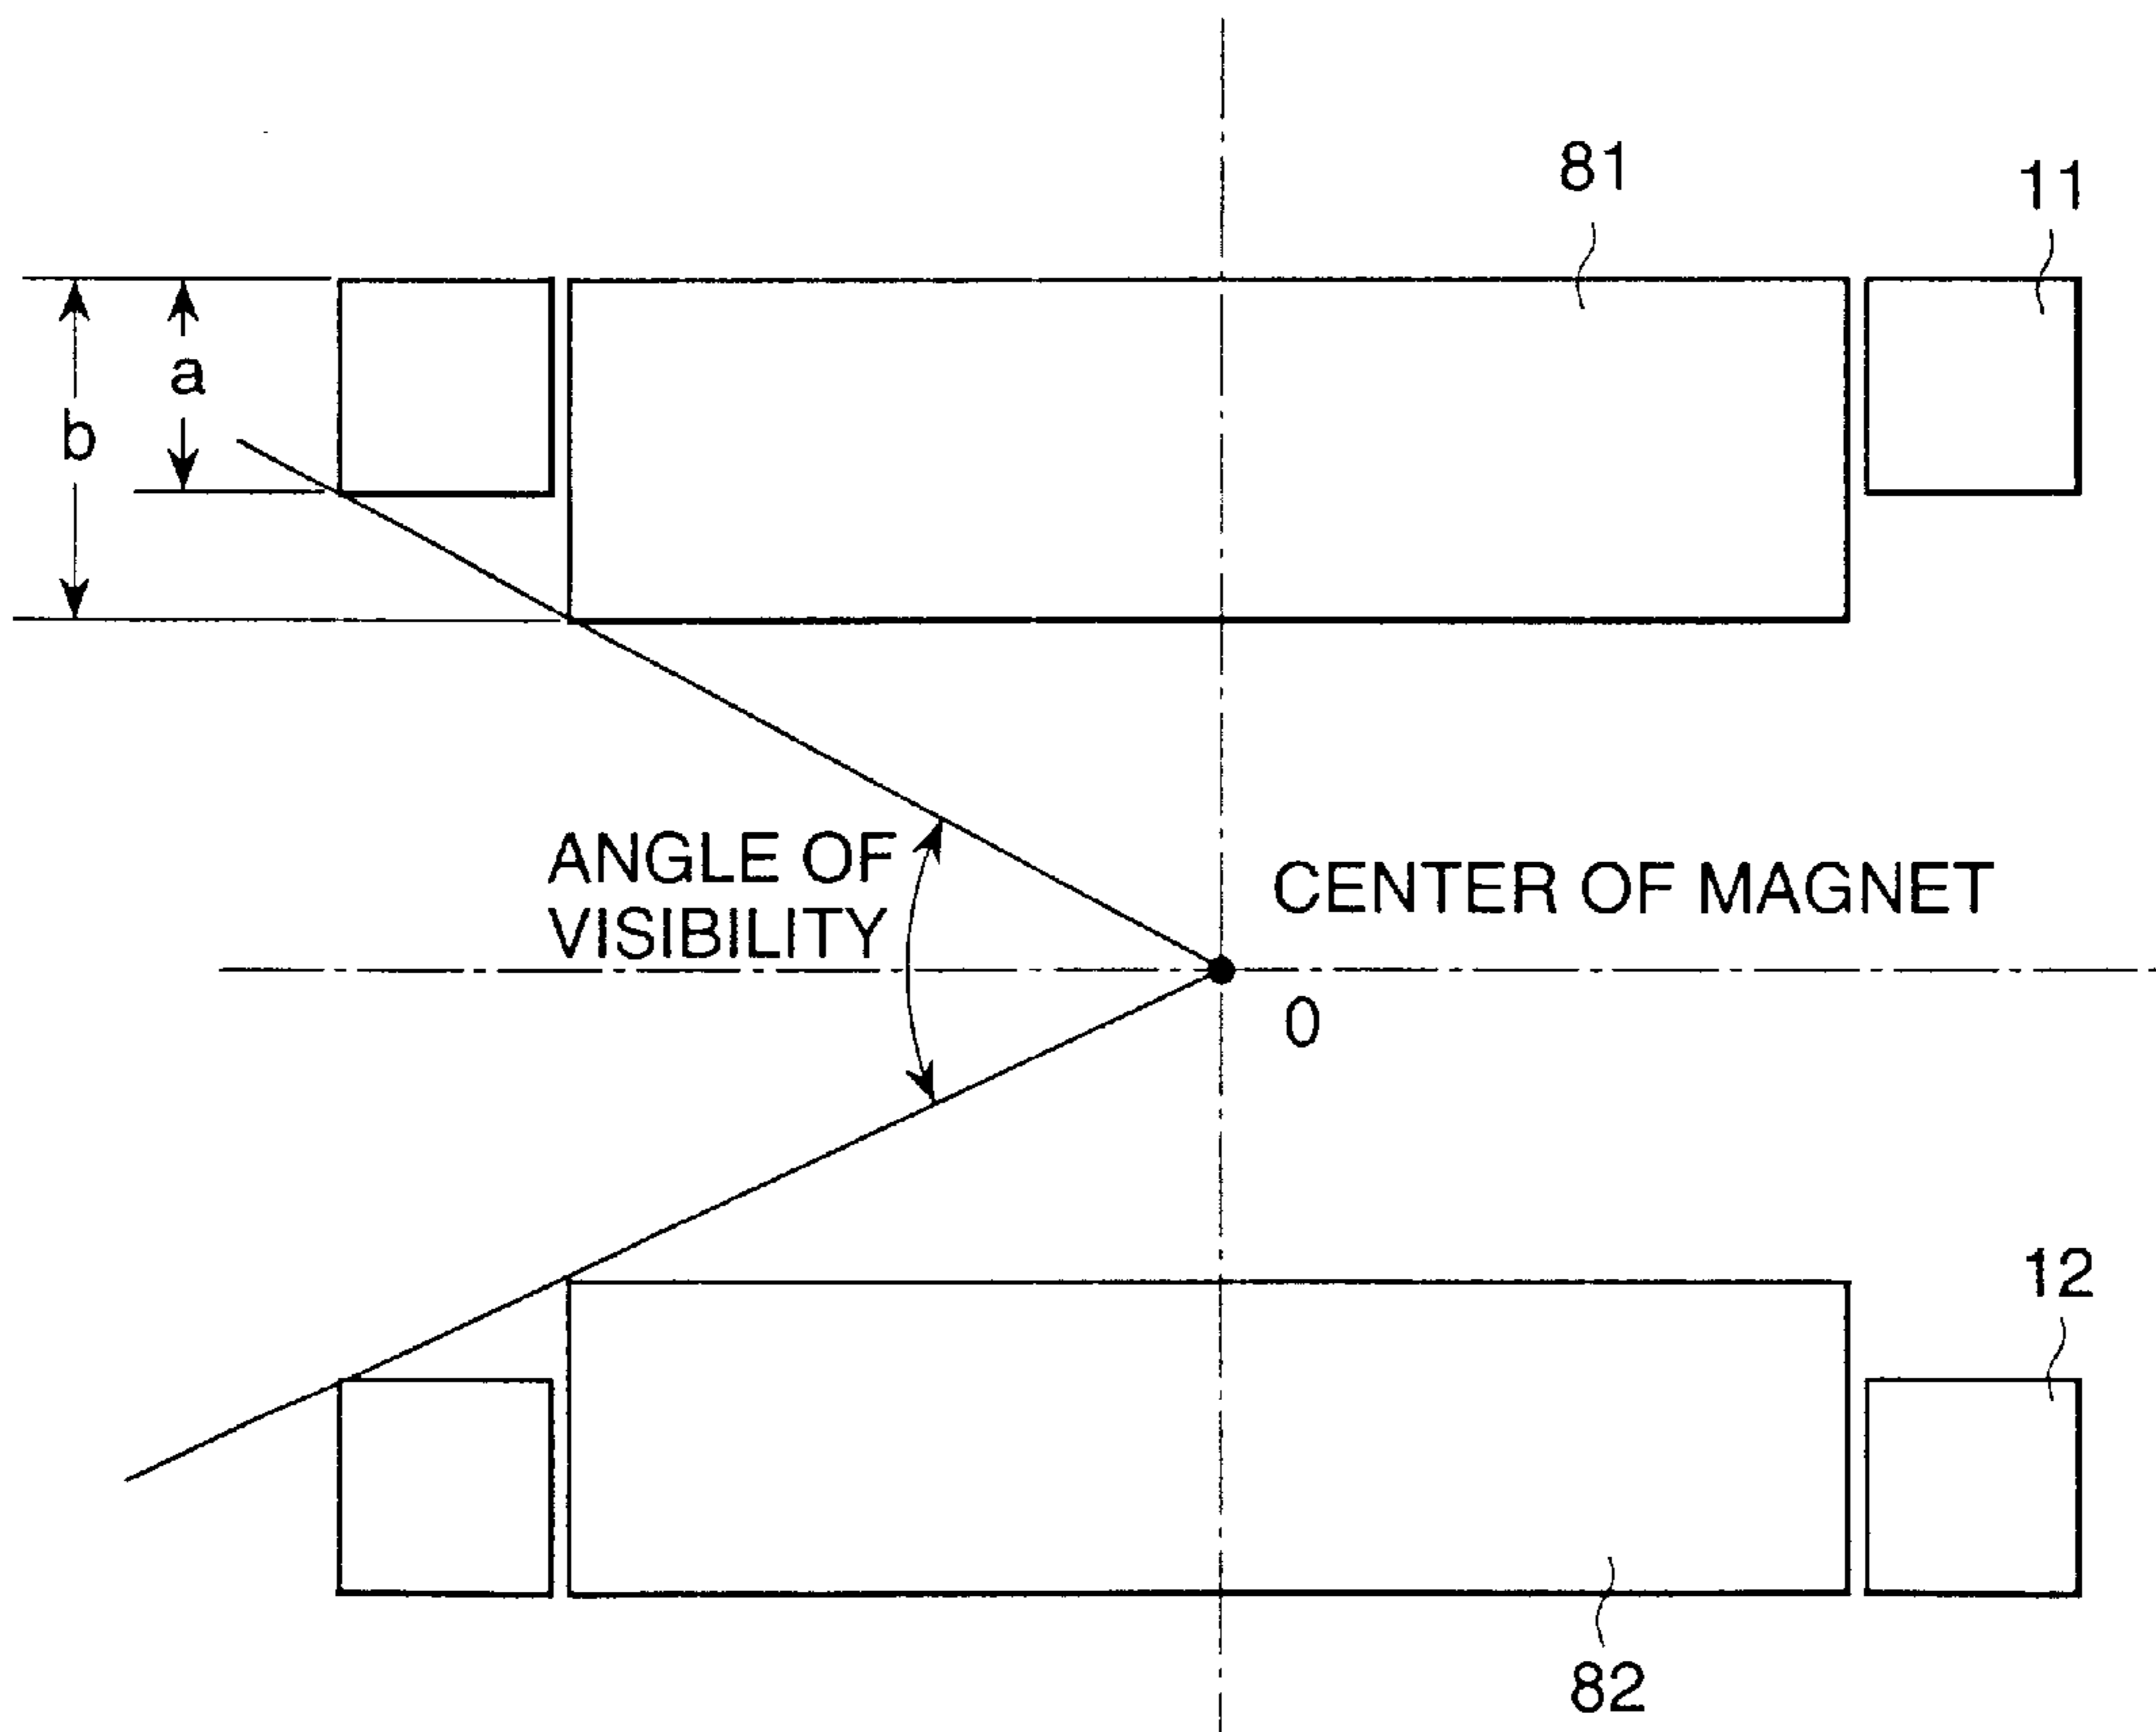 81
11
a
b
ANGLE OF
VISIBILITY
CENTER OF MAGNET
0
12
82